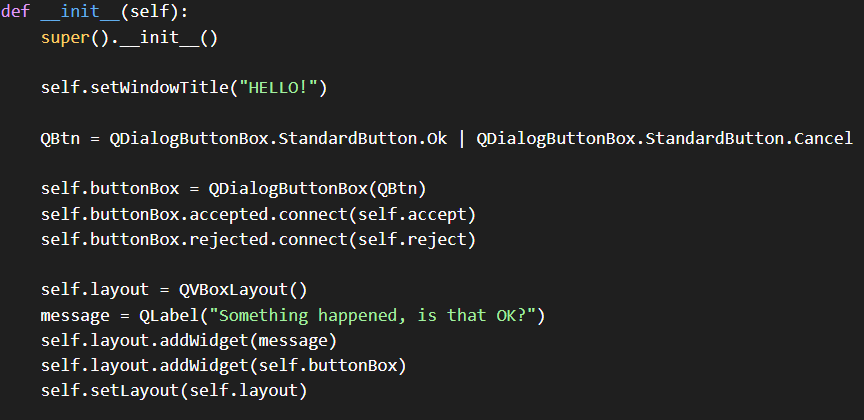 def __init__(self):
    super().__init__()

    self.setWindowTitle("HELLO!")

    QBtn = QDialogButtonBox.StandardButton.Ok | QDialogButtonBox.StandardButton.Cancel

    self.buttonBox = QDialogButtonBox(QBtn)
    self.buttonBox.accepted.connect(self.accept)
    self.buttonBox.rejected.connect(self.reject)

    self.layout = QVBoxLayout()
    message = QLabel("Something happened, is that OK?")
    self.layout.addWidget(message)
    self.layout.addWidget(self.buttonBox)
    self.setLayout(self.layout)